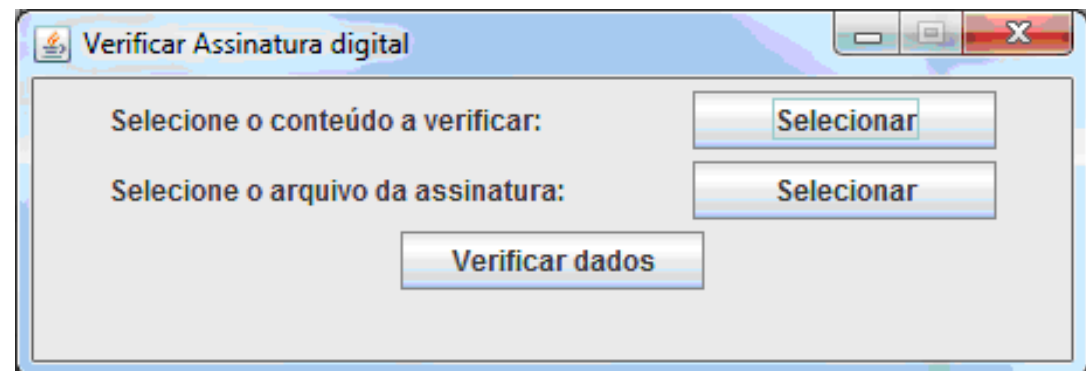 Verificar Assinatura digital
Selecione o conteúdo a verificar: Selecionar
Selecione o arquivo da assinatura: Selecionar
Verificar dados